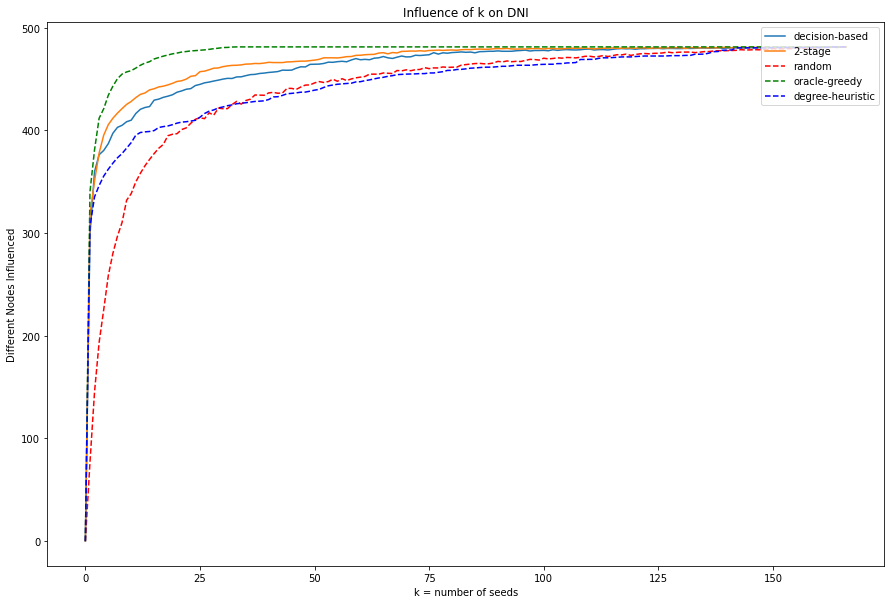 Influence of k on DNI
500
400
300
200
100
0
Different Nodes Influenced
decision-based
2-stage
random
oracle-greedy
degree-heuristic
0 25 50 75 100 125 150
k = number of seeds